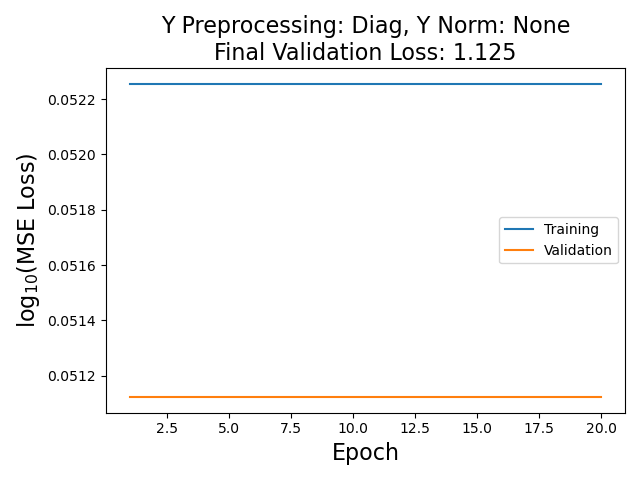 Y Preprocessing: Diag, Y Norm: None
Final Validation Loss: 1.125
log10(MSE Loss)
0.0522
0.0520
0.0518
0.0516
0.0514
0.0512
Training
Validation
2.5 5.0 7.5 10.0 12.5 15.0 17.5 20.0
Epoch